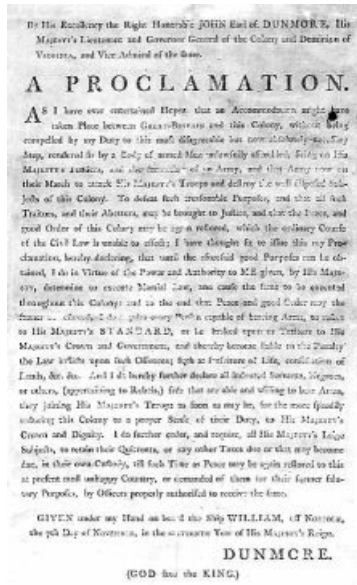 By His Excellency the Right Honorable JOHN Earl of DUNMORE, His
MAJESTY's Lieutenant and Governor General of the Colony and Dominion of
VIRGINIA, and Vice Admiral of the same.
A PROCLAMATION.
AS I have ever entertained Hopes, that an Accommodation might have
taken Place between GREAT-BRITAIN and this Colony, without being
compelled by my Duty to this most disagreeable but now absolutely necessary
Step, rendered so by a Body of armed Men unlawfully assembled, firing on His
MAJESTY's Tenders, and the formation of an Army, and that Army now on
their March to attack His MAJESTY's Troops and destroy the well disposed Sub-
jects of this Colony. To defeat such treasonable Purposes, and that all such
Traitors, and their Abettors, may be brought to Justice, and that the Peace, and
good Order of this Colony may be again restored, which the ordinary Course
of the Civil Law is unable to effect; I have thought fit to issue this my Pro-
clamation, hereby declaring, that until the aforesaid good Purposes can be ob-
tained, I do in Virtue of the Power and Authority to ME given, by His MAJES-
TY, determine to execute Martial Law, and cause the same to be executed
throughout this Colony: and to the end that Peace and good Order may the
sooner be restored, I do require every Person capable of bearing Arms, to resort
to His MAJESTY's STANDARD, or be looked upon as Traitors to His
MAJESTY's Crown and Government, and thereby become liable to the Penalty
the Law inflicts upon such Offences; such as forfeiture of Life, confiscation of
Lands, &c. &c. And I do hereby further declare all indented Servants, Negroes,
or others, (appertaining to Rebels,) free that are able and willing to bear Arms,
they joining His MAJESTY's Troops as soon as may be, for the more speedily
reducing this Colony to a proper Sense of their Duty, to His MAJESTY's
Crown and Dignity. I do further order, and require, all His MAJESTY's Leige
Subjects, to retain their Quitrents, or any other Taxes due or that may become
due, in their own Custody, till such Time as Peace may be again restored to this
at present most unhappy Country, or demanded of them for their former salu-
tary Purposes, by Officers properly authorised to receive the same.
GIVEN under my Hand on board the Ship WILLIAM, off NORFOLK,
the 7th Day of NOVEMBER, in the SIXTEENTH Year of His MAJESTY's Reign.
DUNMORE.
(GOD save the KING.)